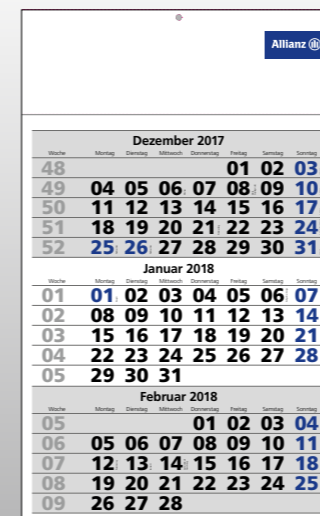 Allianz
Dezember 2017
Woche Montag Dienstag Mittwoch Donnerstag Freitag Samstag Sonntag
48 01 02 03
49 04 05 06 07 08 09 10
50 11 12 13 14 15 16 17
51 18 19 20 21 22 23 24
52 25 26 27 28 29 30 31
Januar 2018
Woche Montag Dienstag Mittwoch Donnerstag Freitag Samstag Sonntag
01 01 02 03 04 05 06 07
02 08 09 10 11 12 13 14
03 15 16 17 18 19 20 21
04 22 23 24 25 26 27 28
05 29 30 31
Februar 2018
Woche Montag Dienstag Mittwoch Donnerstag Freitag Samstag Sonntag
05 01 02 03 04
06 05 06 07 08 09 10 11
07 12 13 14 15 16 17 18
08 19 20 21 22 23 24 25
09 26 27 28